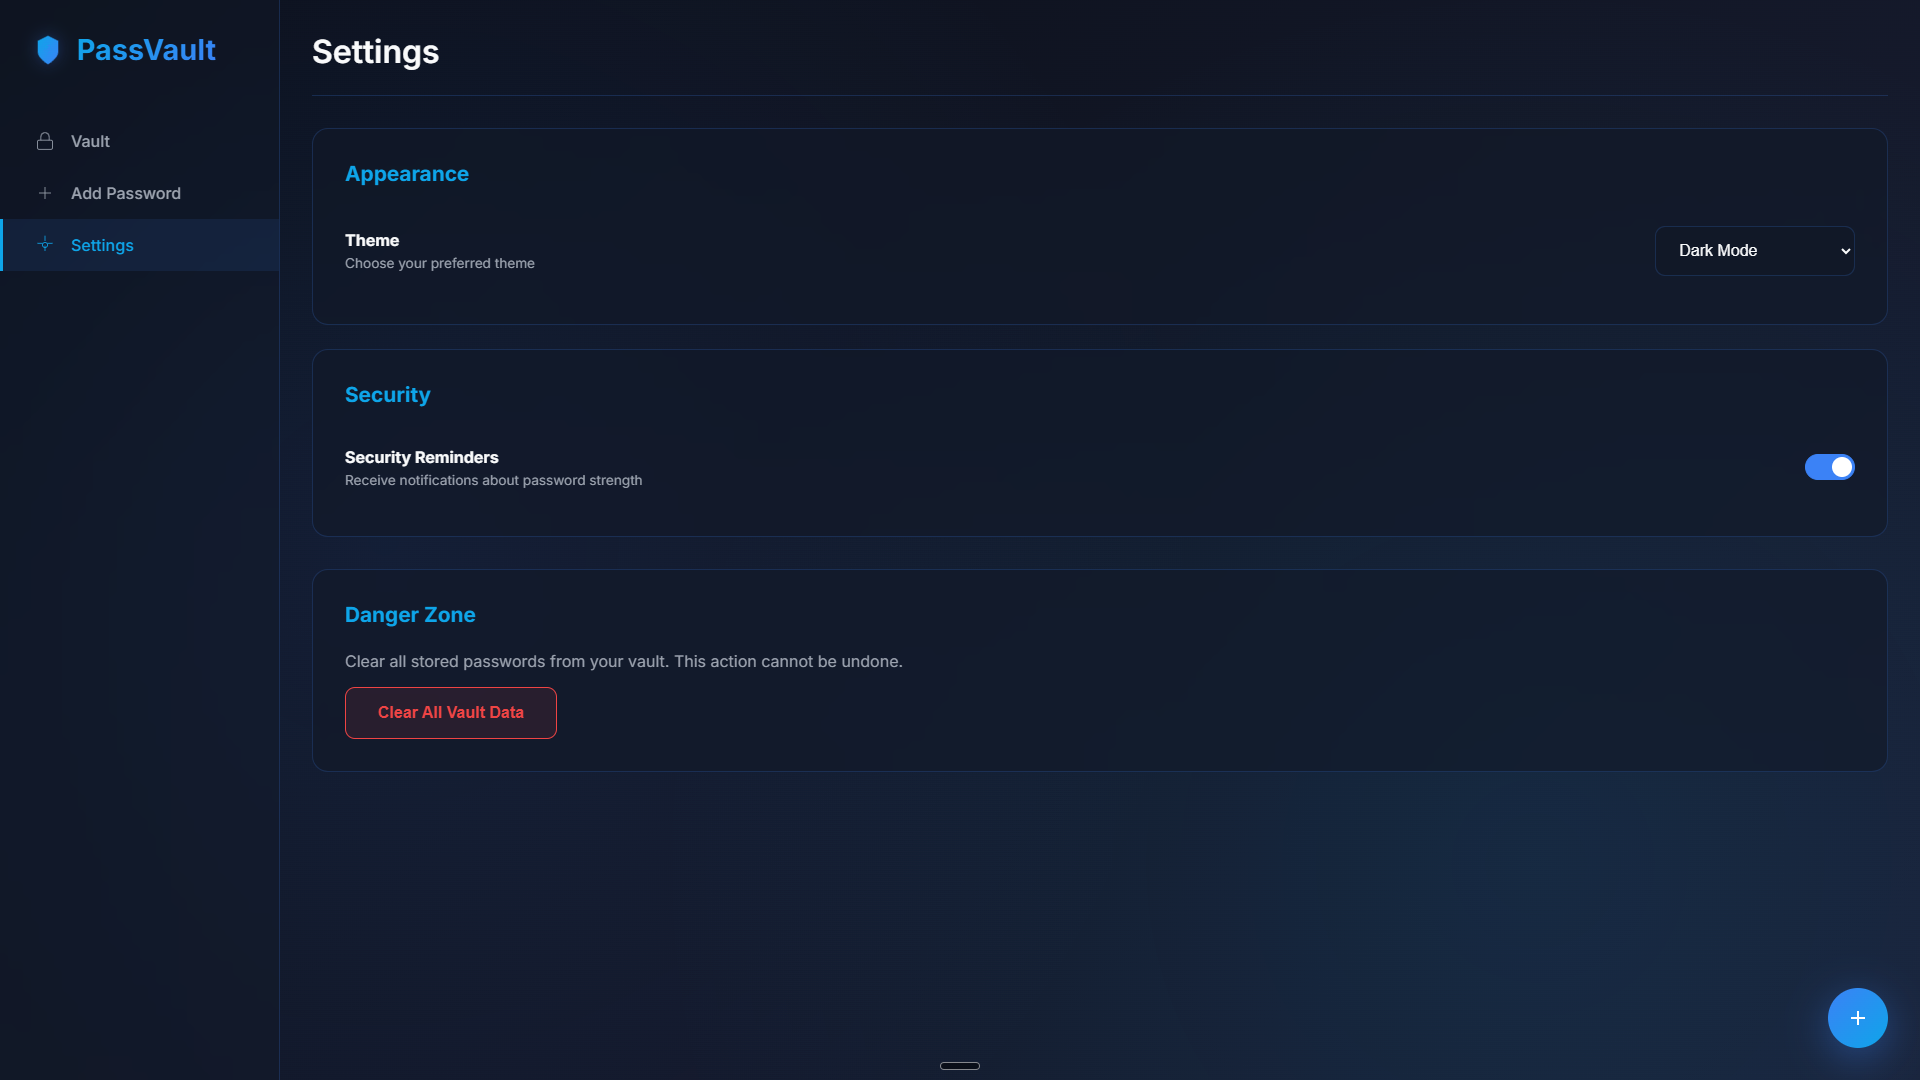 PassVault
Vault
Add Password
Settings
Settings
Appearance
Theme
Choose your preferred theme
Dark Mode
Security
Security Reminders
Receive notifications about password strength
Danger Zone
Clear all stored passwords from your vault. This action cannot be undone.
Clear All Vault Data